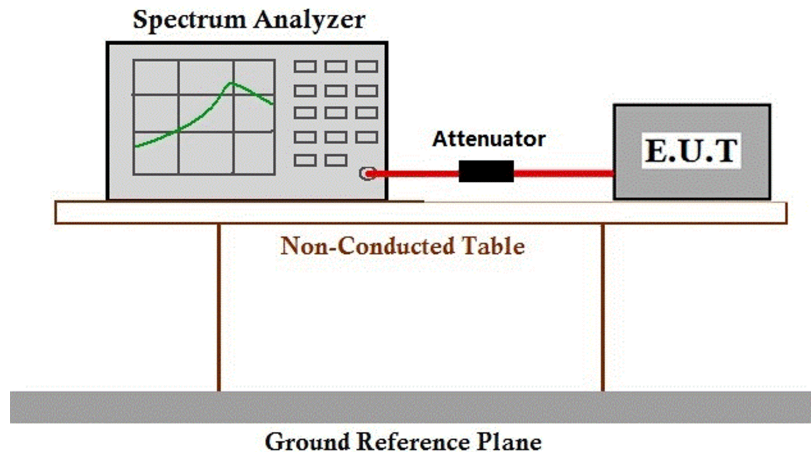 Spectrum Analyzer
Attenuator
E.U.T
Non-Conducted Table
Ground Reference Plane